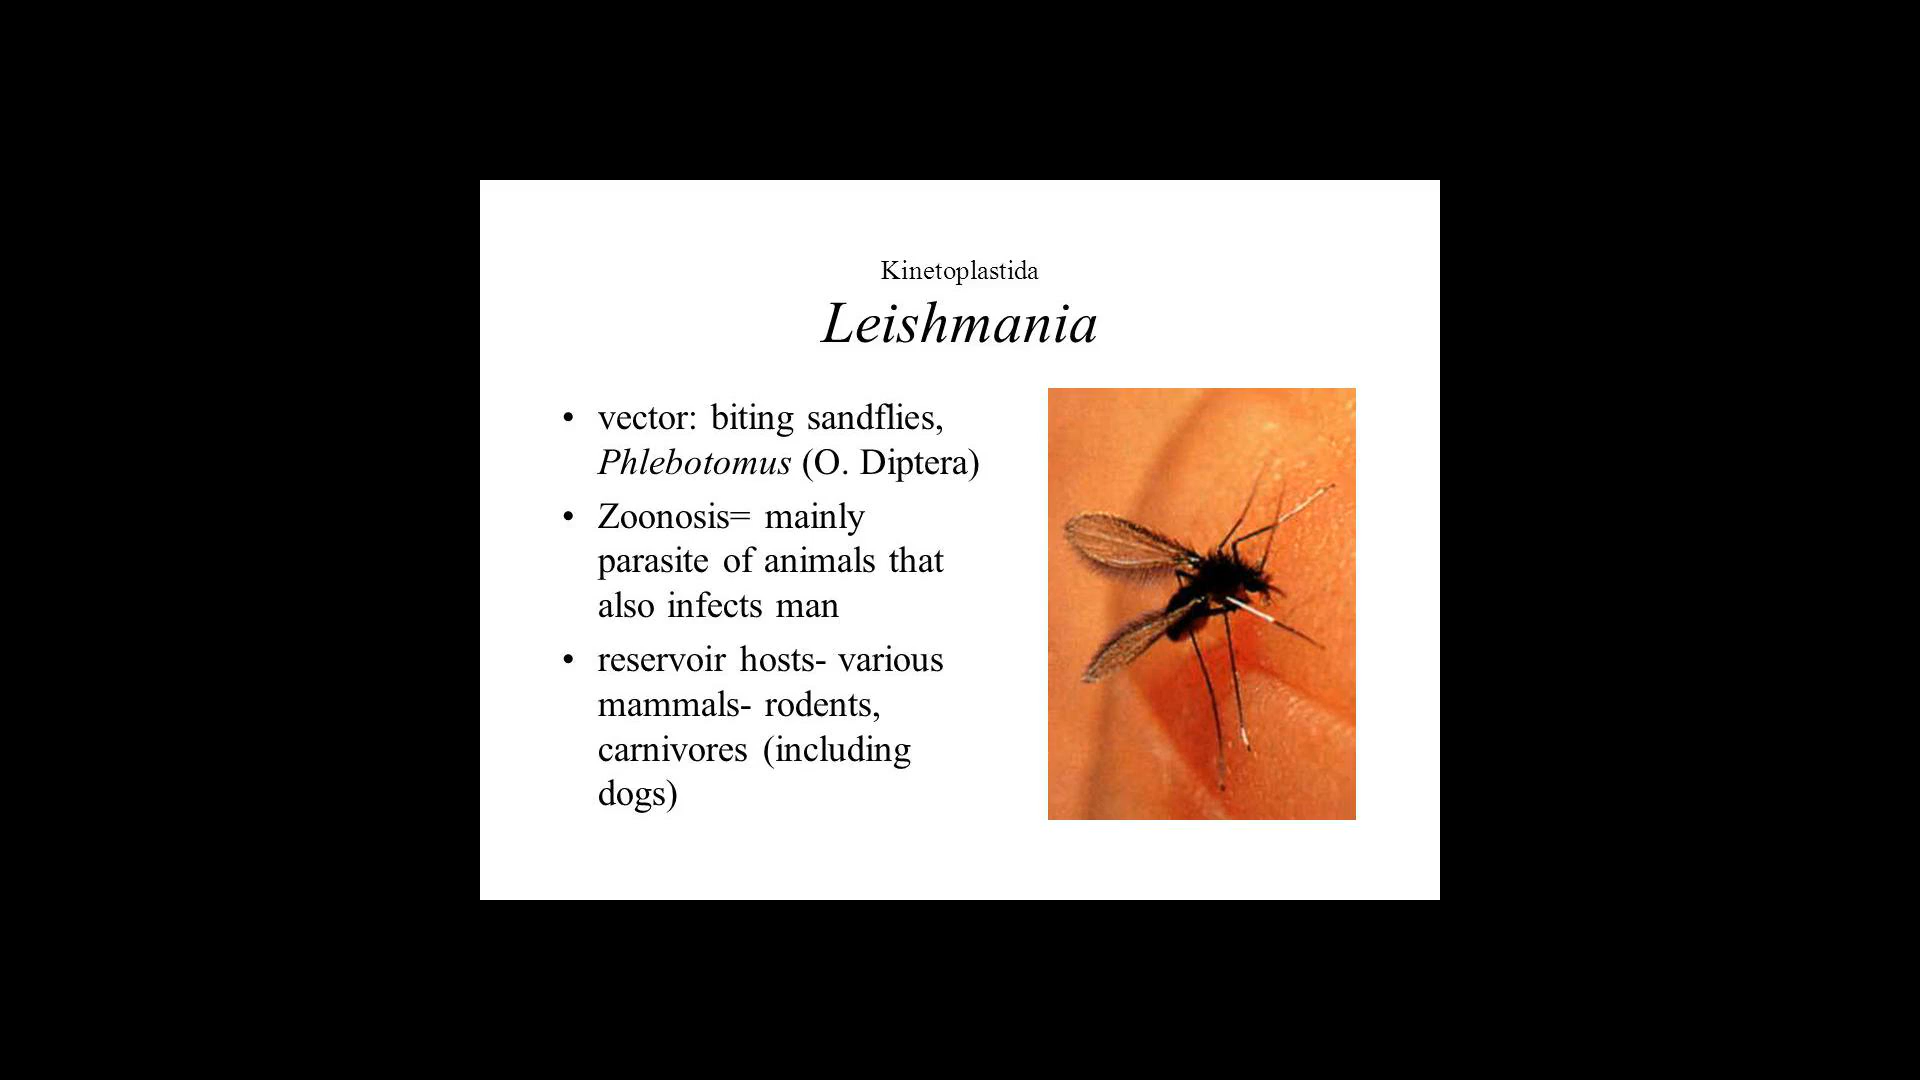 Kinetoplastida
Leishmania
• vector: biting sandflies,
Phlebotomus (O. Diptera)
• Zoonosis= mainly
parasite of animals that
also infects man
• reservoir hosts- various
mammals- rodents,
carnivores (including
dogs)